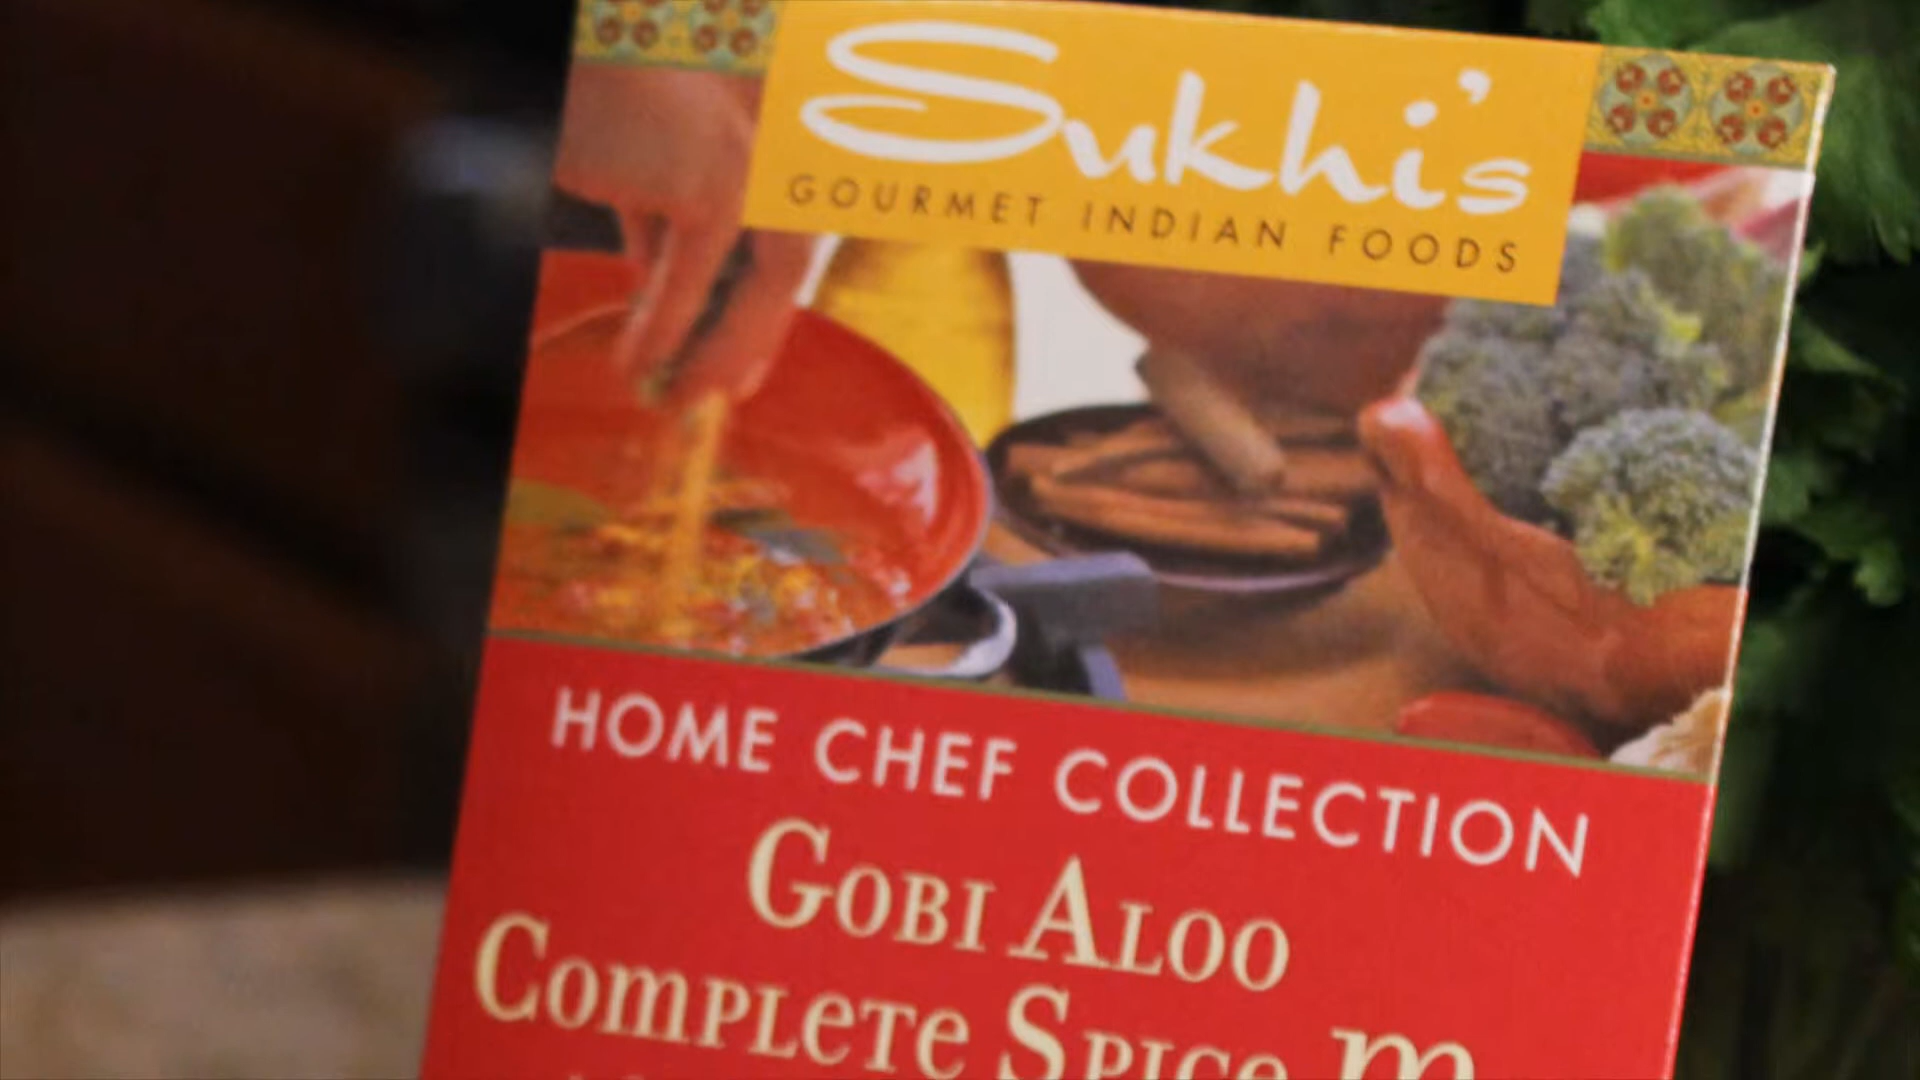 Sukhi's
GOURMET INDIAN FOODS
HOME CHEF COLLECTION
GOBI ALOO
COMPLETE SPICE